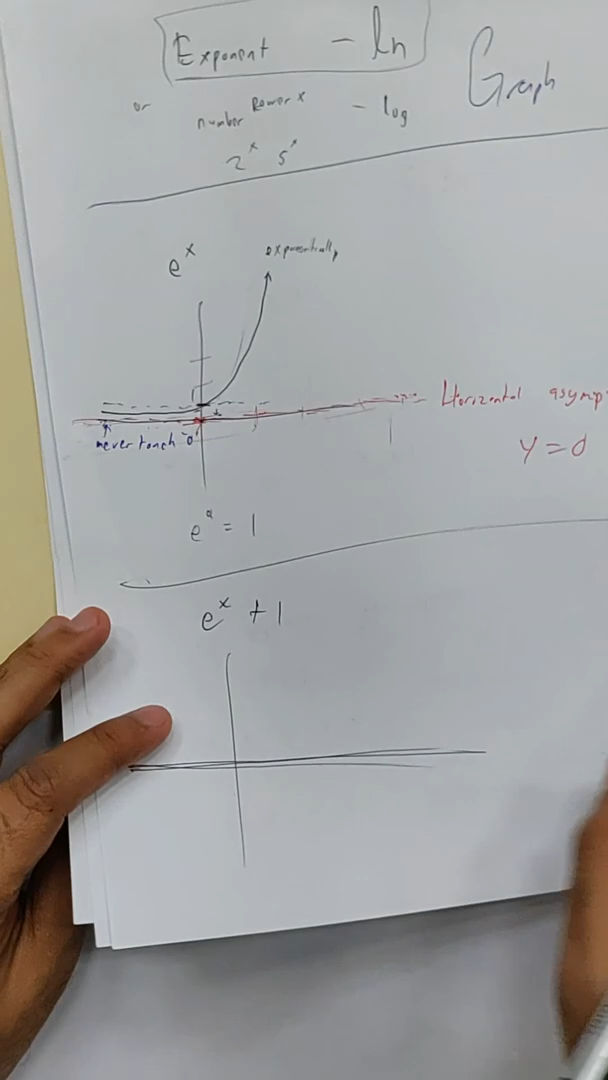 Exponent - ln
Graph
or number Power x - log
2^x 5^x
e^x
exponentially
Horizontal asymp
never touch "0"
y = 0
e^0 = 1
e^x + 1